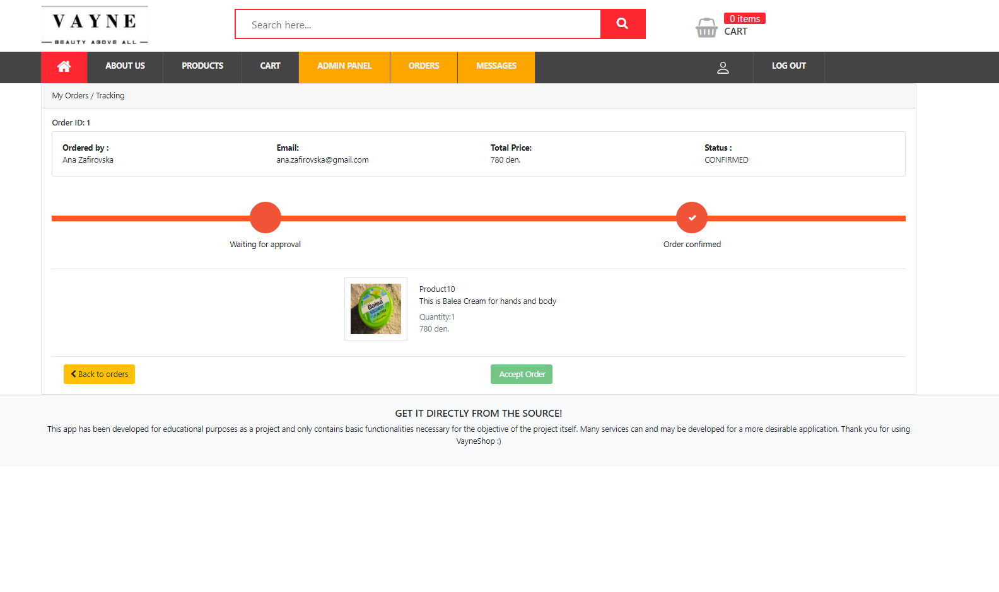 VAYNE
BEAUTY ABOVE ALL
Search here...
0 items
CART
ABOUT US
PRODUCTS
CART
ADMIN PANEL
ORDERS
MESSAGES
LOG OUT
My Orders / Tracking
Order ID: 1
Ordered by :
Ana Zafirovska
Email:
ana.zafirovska@gmail.com
Total Price:
780 den.
Status :
CONFIRMED
Waiting for approval
Order confirmed
Balea
WELLNESS
BUTTER
Product10
This is Balea Cream for hands and body
Quantity:1
780 den.
Back to orders
Accept Order
GET IT DIRECTLY FROM THE SOURCE!
This app has been developed for educational purposes as a project and only contains basic functionalities necessary for the objective of the project itself. Many services can and may be developed for a more desirable application. Thank you for using
VayneShop :)